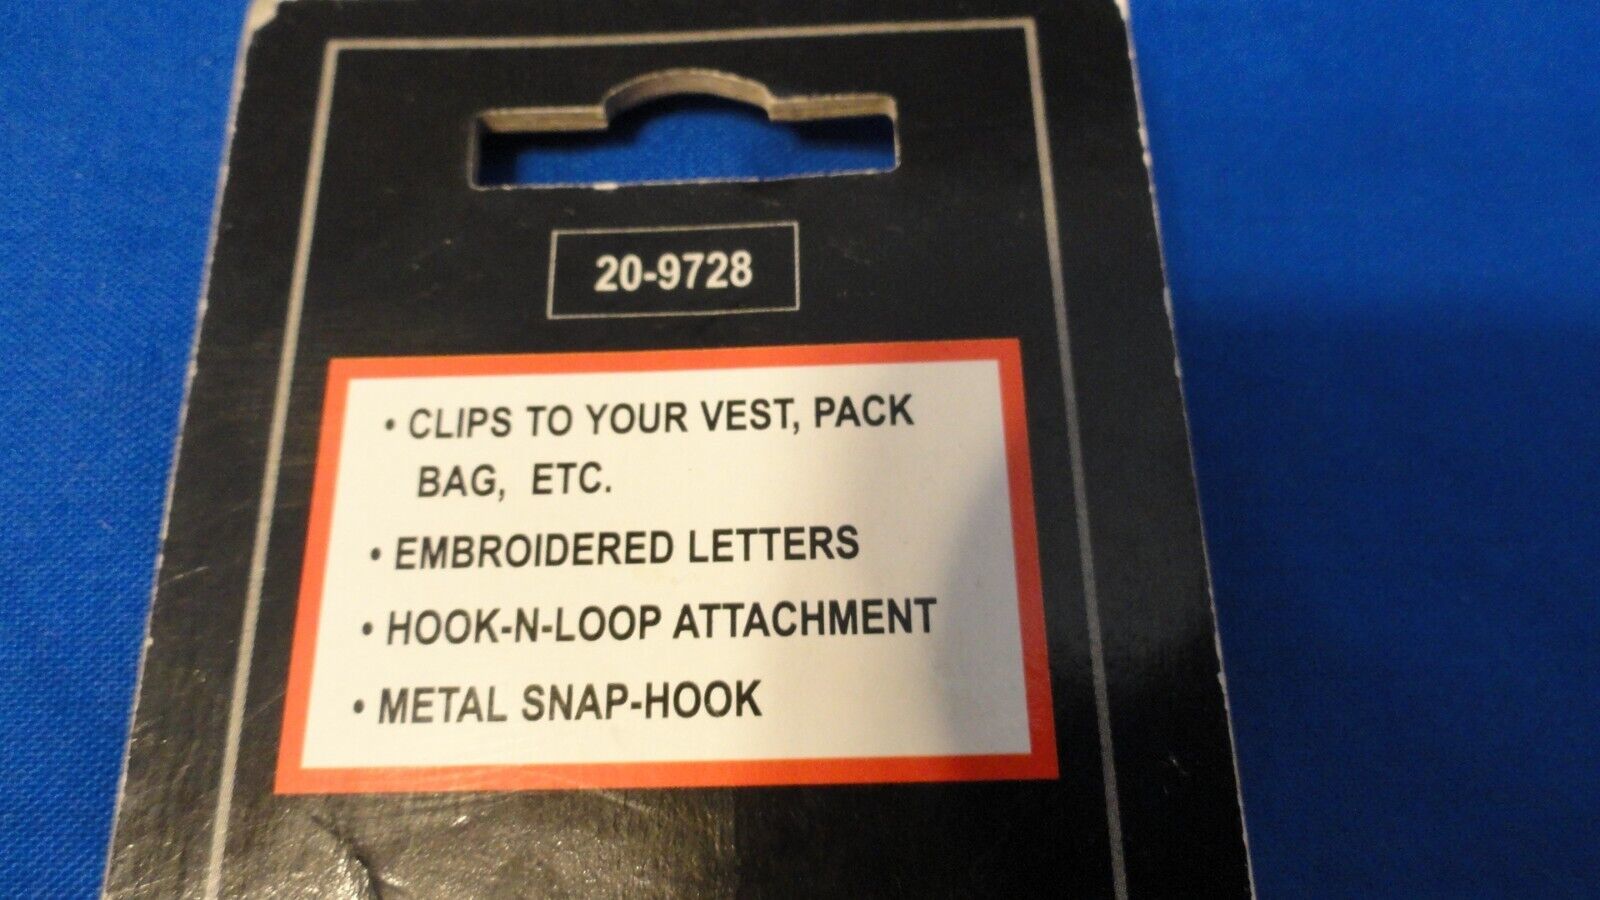 20-9728
• CLIPS TO YOUR VEST, PACK
BAG, ETC.
• EMBROIDERED LETTERS
• HOOK-N-LOOP ATTACHMENT
• METAL SNAP-HOOK